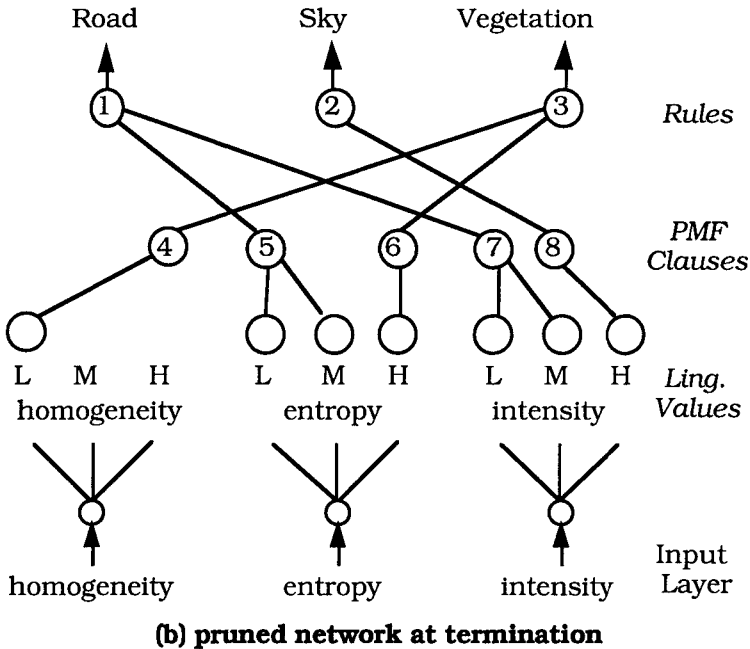 Road Sky Vegetation
1 2 3 Rules
4 5 6 7 8 PMF
Clauses
L M H L M H L M H Ling.
homogeneity entropy intensity Values
Input
homogeneity entropy intensity Layer
(b) pruned network at termination